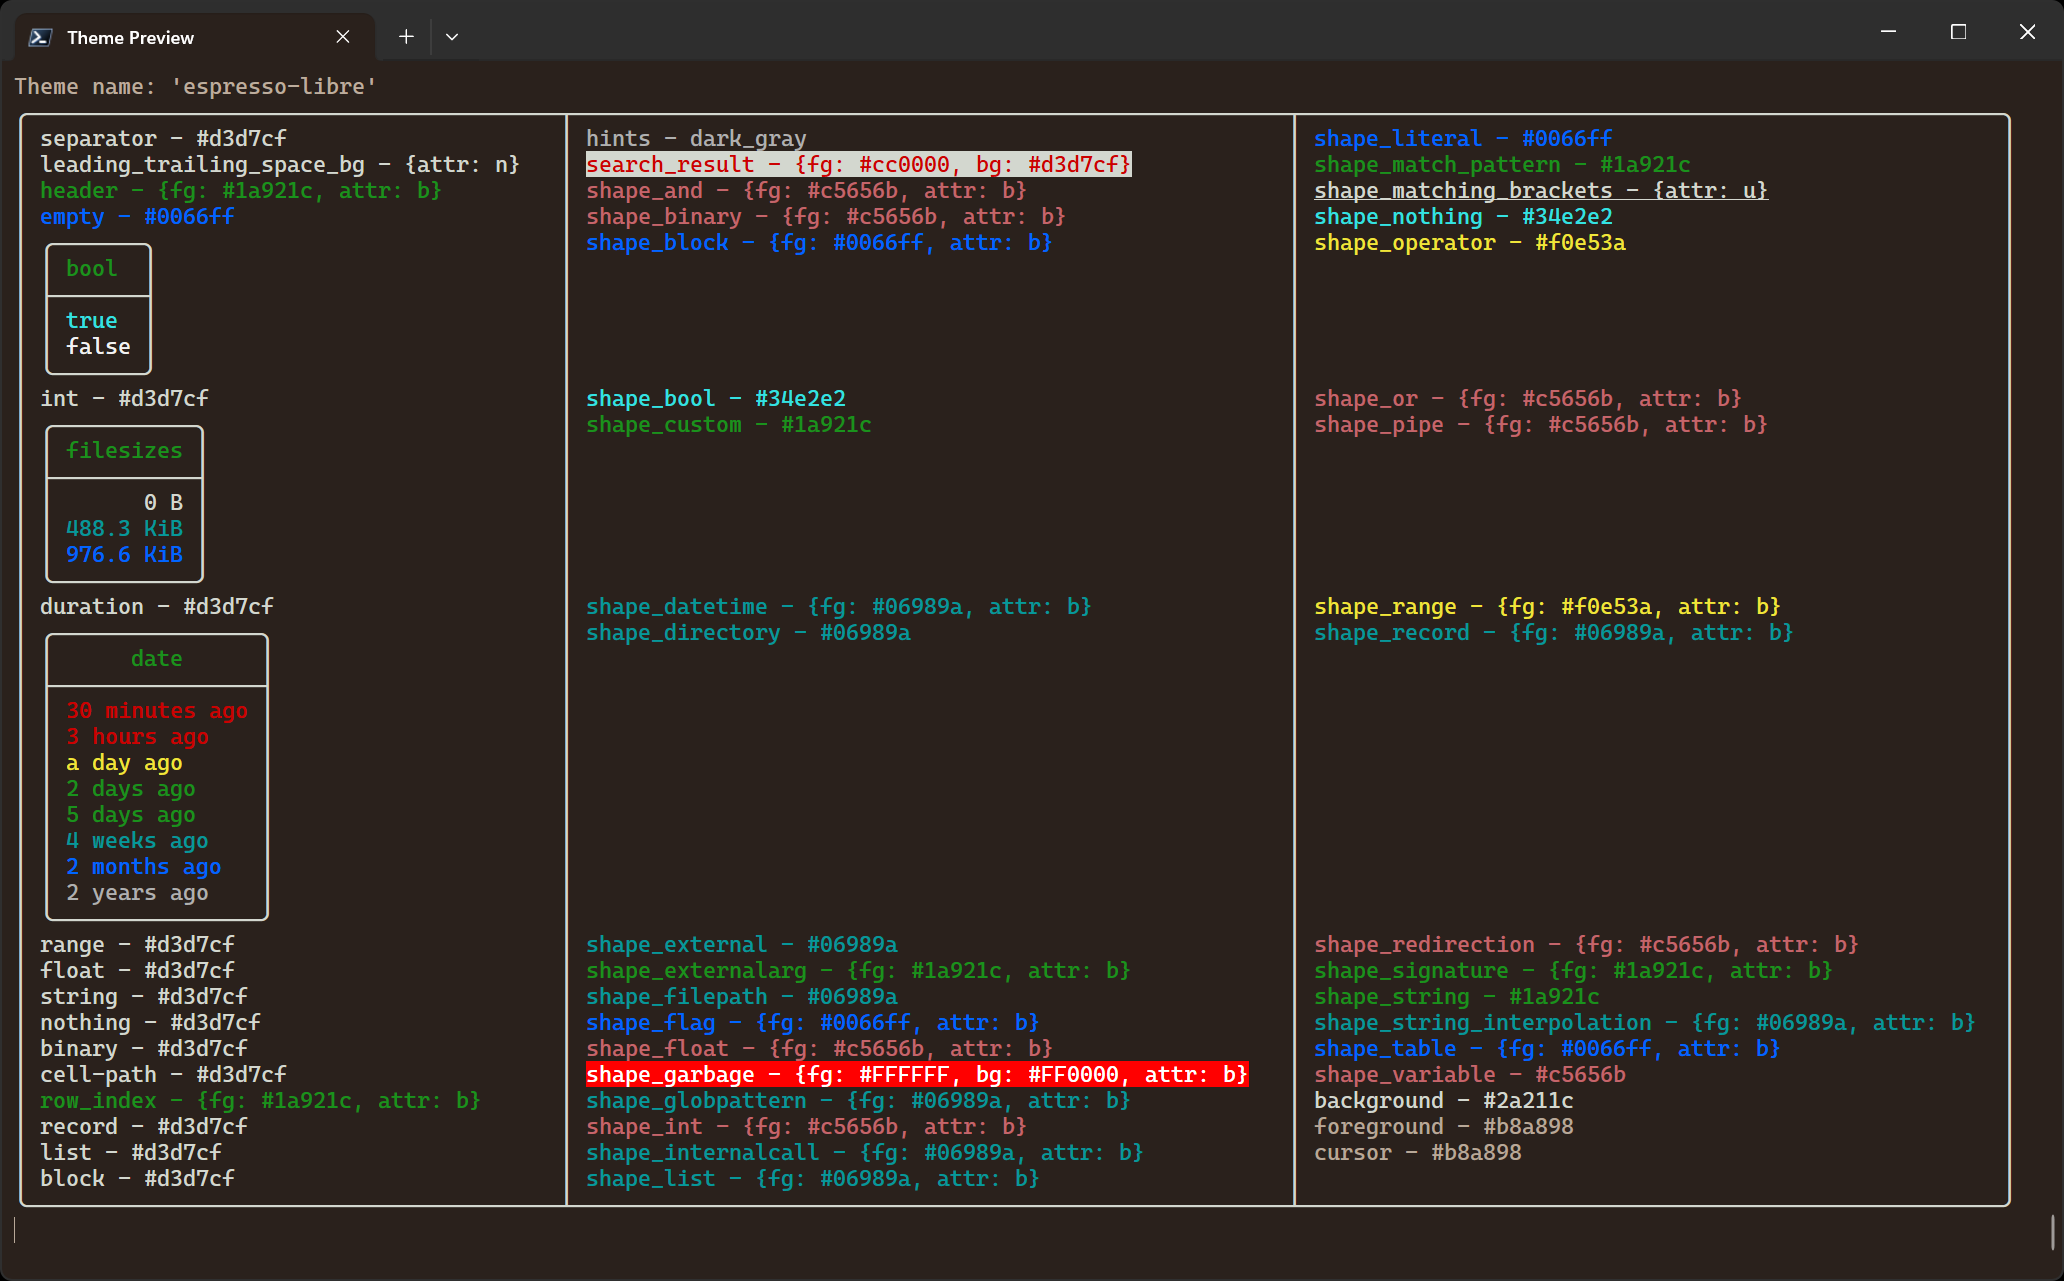 Theme Preview
Theme name: 'espresso-libre'
separator - #d3d7cf
leading_trailing_space_bg - {attr: n}
header - {fg: #1a921c, attr: b}
empty - #0066ff
bool
true
false
int - #d3d7cf
filesizes
0 B
488.3 KiB
976.6 KiB
duration - #d3d7cf
date
30 minutes ago
3 hours ago
a day ago
2 days ago
5 days ago
4 weeks ago
2 months ago
2 years ago
range - #d3d7cf
float - #d3d7cf
string - #d3d7cf
nothing - #d3d7cf
binary - #d3d7cf
cell-path - #d3d7cf
row_index - {fg: #1a921c, attr: b}
record - #d3d7cf
list - #d3d7cf
block - #d3d7cf
hints - dark_gray
search_result - {fg: #cc0000, bg: #d3d7cf}
shape_and - {fg: #c5656b, attr: b}
shape_binary - {fg: #c5656b, attr: b}
shape_block - {fg: #0066ff, attr: b}
shape_bool - #34e2e2
shape_custom - #1a921c
shape_datetime - {fg: #06989a, attr: b}
shape_directory - #06989a
shape_external - #06989a
shape_externalarg - {fg: #1a921c, attr: b}
shape_filepath - #06989a
shape_flag - {fg: #0066ff, attr: b}
shape_float - {fg: #c5656b, attr: b}
shape_garbage - {fg: #FFFFFF, bg: #FF0000, attr: b}
shape_globpattern - {fg: #06989a, attr: b}
shape_int - {fg: #c5656b, attr: b}
shape_internalcall - {fg: #06989a, attr: b}
shape_list - {fg: #06989a, attr: b}
shape_literal - #0066ff
shape_match_pattern - #1a921c
shape_matching_brackets - {attr: u}
shape_nothing - #34e2e2
shape_operator - #f0e53a
shape_or - {fg: #c5656b, attr: b}
shape_pipe - {fg: #c5656b, attr: b}
shape_range - {fg: #f0e53a, attr: b}
shape_record - {fg: #06989a, attr: b}
shape_redirection - {fg: #c5656b, attr: b}
shape_signature - {fg: #1a921c, attr: b}
shape_string - #1a921c
shape_string_interpolation - {fg: #06989a, attr: b}
shape_table - {fg: #0066ff, attr: b}
shape_variable - #c5656b
background - #2a211c
foreground - #b8a898
cursor - #b8a898